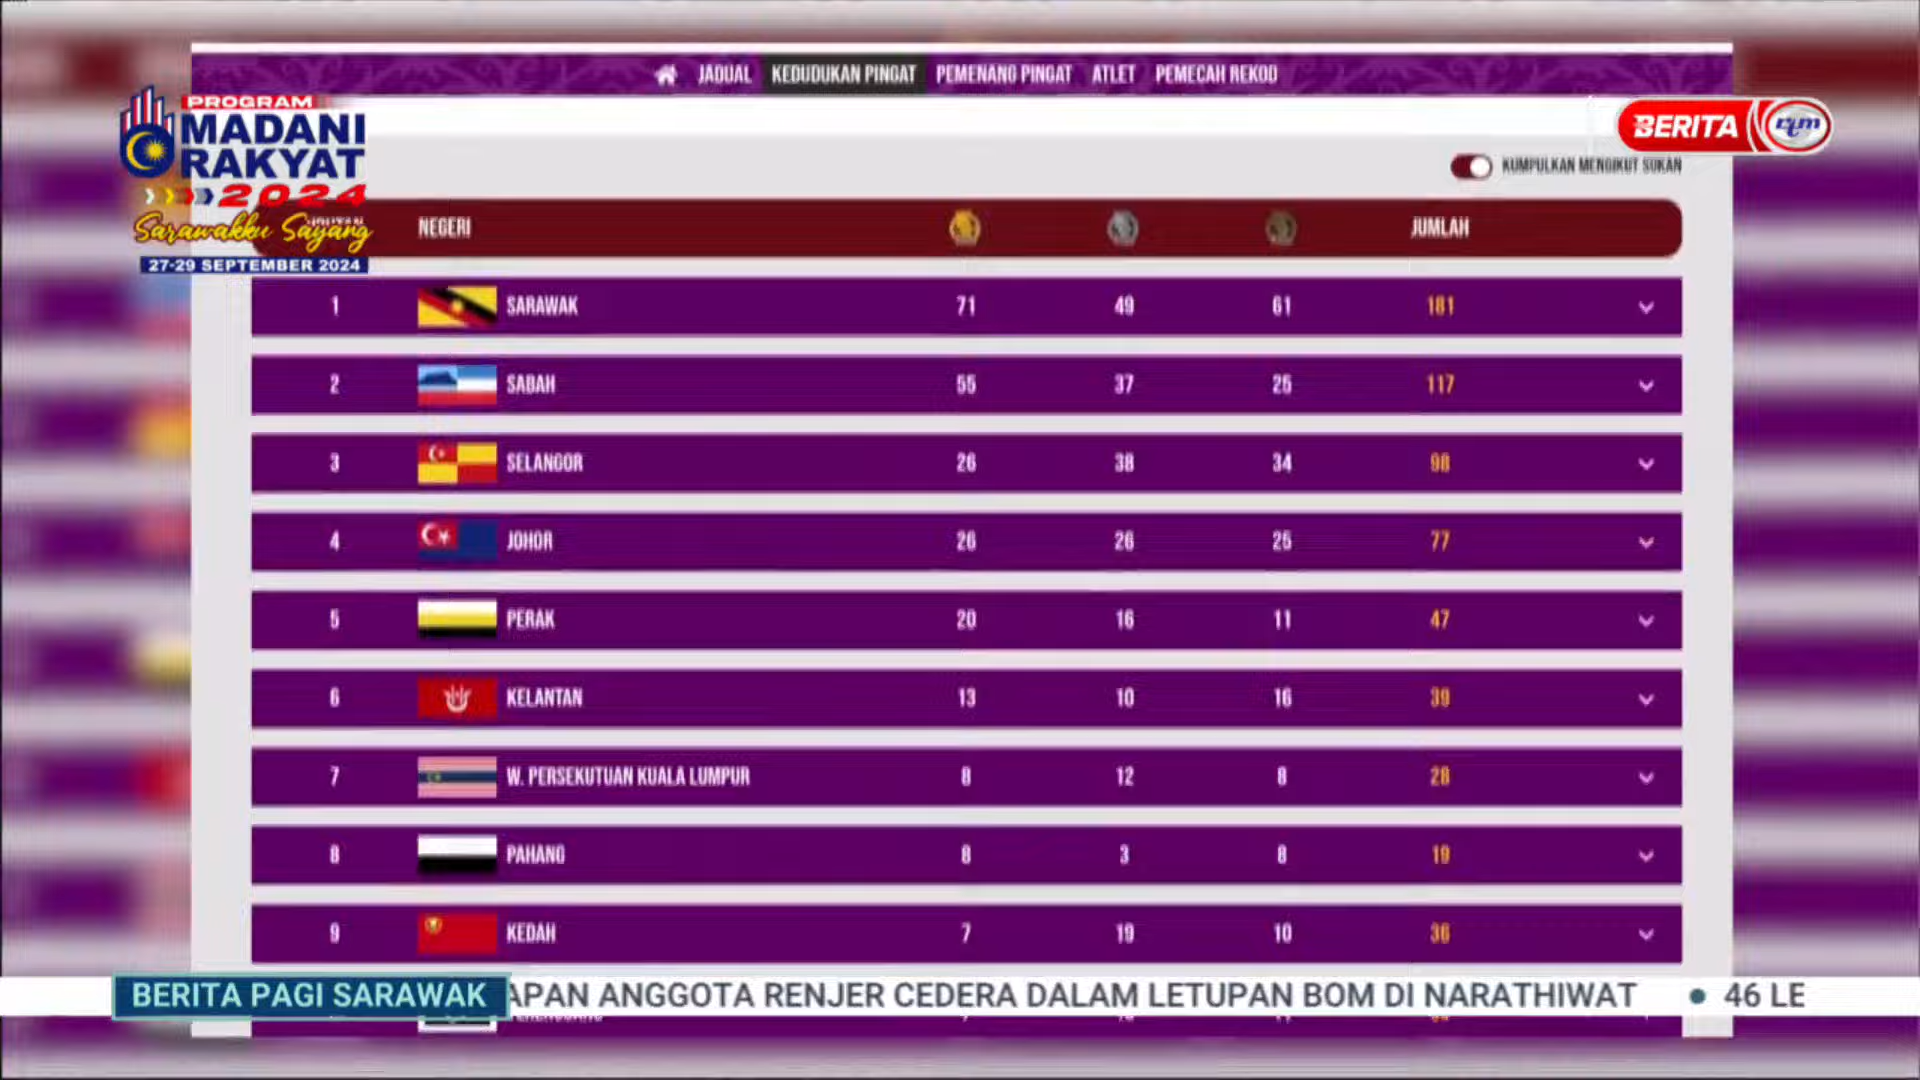 JADUAL KEDUDUKAN PINGAT PEMENANG PINGAT ATLET PEMECAH REKOD
PROGRAM
MADANI
RAKYAT
2024
Sarawakku Sayang
27-29 SEPTEMBER 2024
BERITA rtm
KUMPULKAN MENGIKUT SUKAN
NEGERI JUMLAH
1 SARAWAK 71 49 61 181
2 SABAH 55 37 25 117
3 SELANGOR 26 38 34 98
4 JOHOR 26 26 25 77
5 PERAK 20 16 11 47
6 KELANTAN 13 10 16 39
7 W. PERSEKUTUAN KUALA LUMPUR 8 12 8 28
8 PAHANG 8 3 8 19
9 KEDAH 7 19 10 36
BERITA PAGI SARAWAK APAN ANGGOTA RENJER CEDERA DALAM LETUPAN BOM DI NARATHIWAT • 46 LE